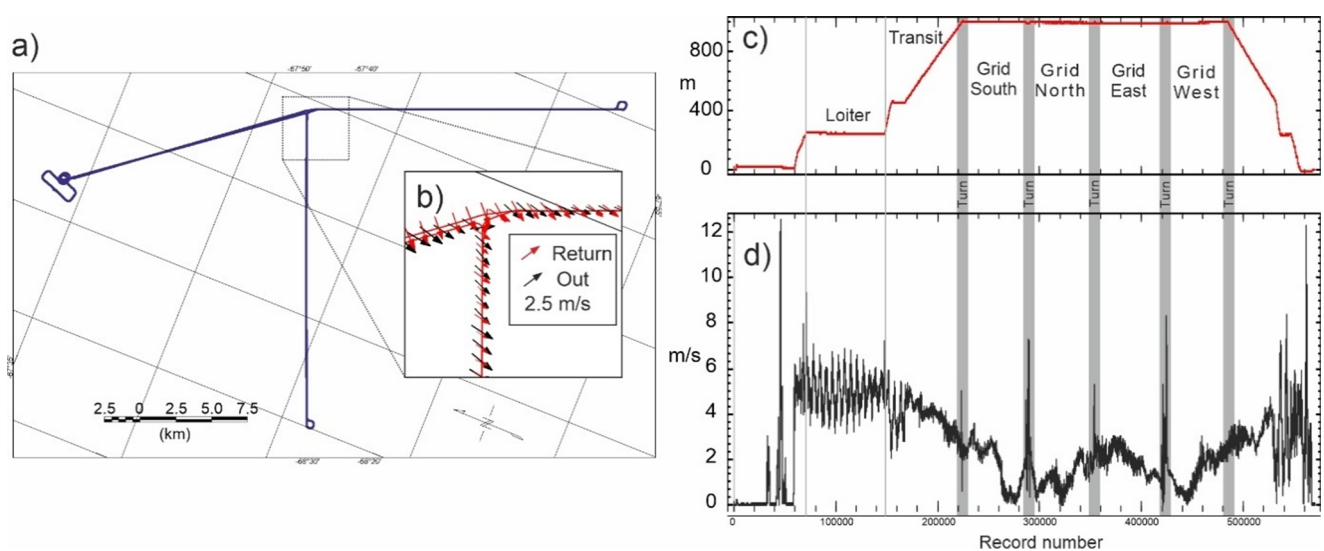 a)
-67°50'
-67°40'
b)
Return
Out
2.5 m/s
2.5 0 2.5 5.0 7.5
(km)
-68°30'
-68°20'
c)
800
m
400
0
Loiter
Transit
Grid
South
Grid
North
Grid
East
Grid
West
Turn
Turn
Turn
Turn
Turn
d)
12
10
8
m/s
6
4
2
0
0 100000 200000 300000 400000 500000
Record number